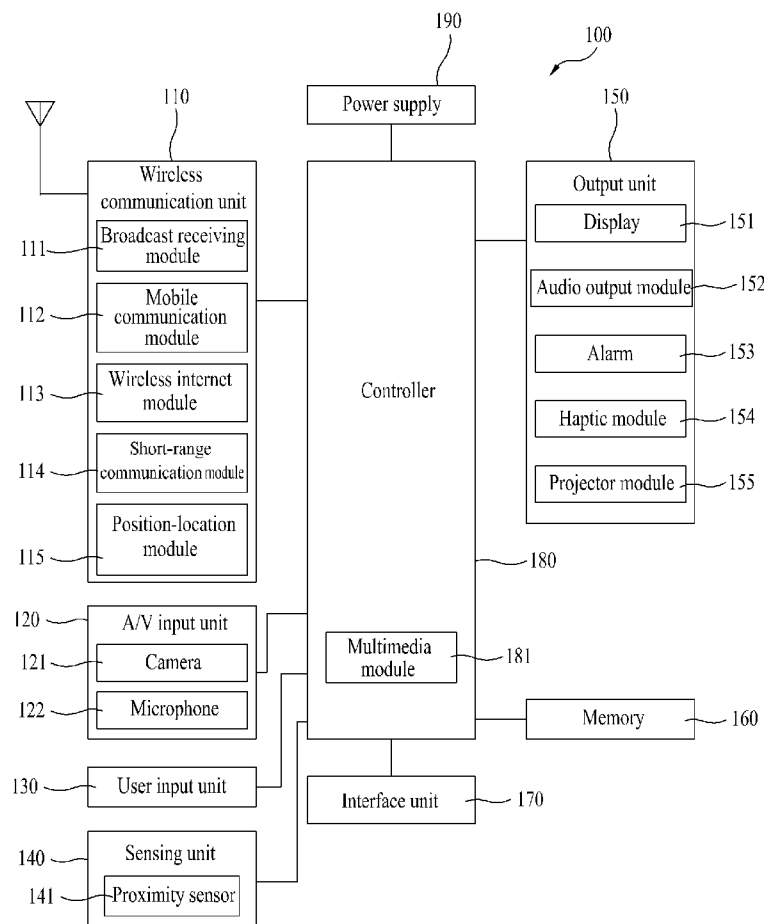 190
100
Power supply
110
150
Wireless
communication unit
Output unit
111
Broadcast receiving
module
Display
151
112
Mobile
communication
module
Audio output module
152
113
Wireless internet
module
Controller
Alarm
153
114
Short-range
communication module
Haptic module
154
115
Position-location
module
Projector module
155
180
120
A/V input unit
121
Camera
Multimedia
module
181
122
Microphone
Memory
160
130
User input unit
Interface unit
170
140
Sensing unit
141
Proximity sensor